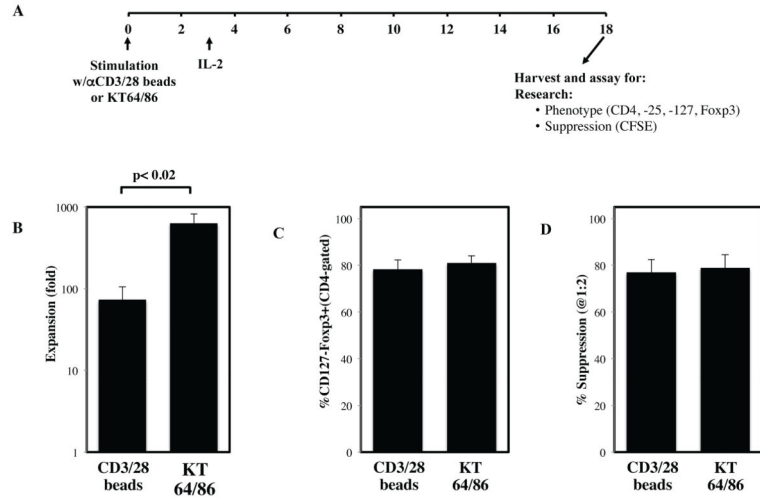 A
0 2 4 6 8 10 12 14 16 18
Stimulation
w/αCD3/28 beads
or KT64/86
IL-2
Harvest and assay for:
Research:
• Phenotype (CD4, -25, -127, Foxp3)
• Suppression (CFSE)
B
p< 0.02
Expansion (fold)
1000
100
10
1
CD3/28
beads
KT
64/86
C
%CD127-Foxp3+(CD4-gated)
100
80
60
40
20
0
CD3/28
beads
KT
64/86
D
% Suppression (@1:2)
100
80
60
40
20
0
CD3/28
beads
KT
64/86